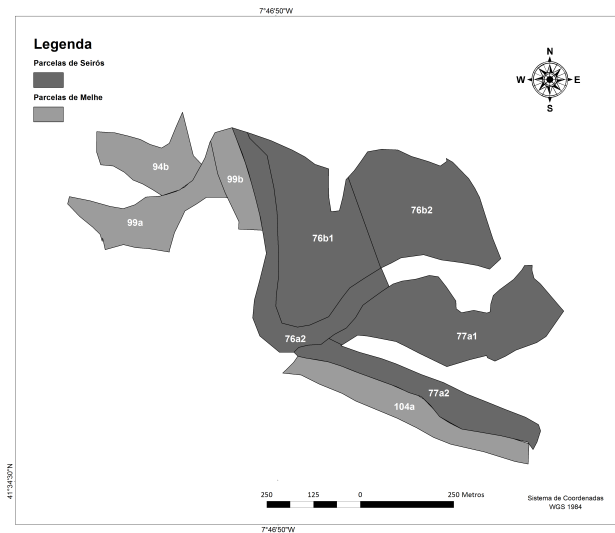 7°46'50"W
Legenda
Parcelas de Seirós
Parcelas de Melhe
N
W E
S
94b
99b
99a
76b1
76b2
76a2
77a1
77a2
104a
41°34'30"N
250 125 0 250 Metros
Sistema de Coordenadas
WGS 1984
7°46'50"W